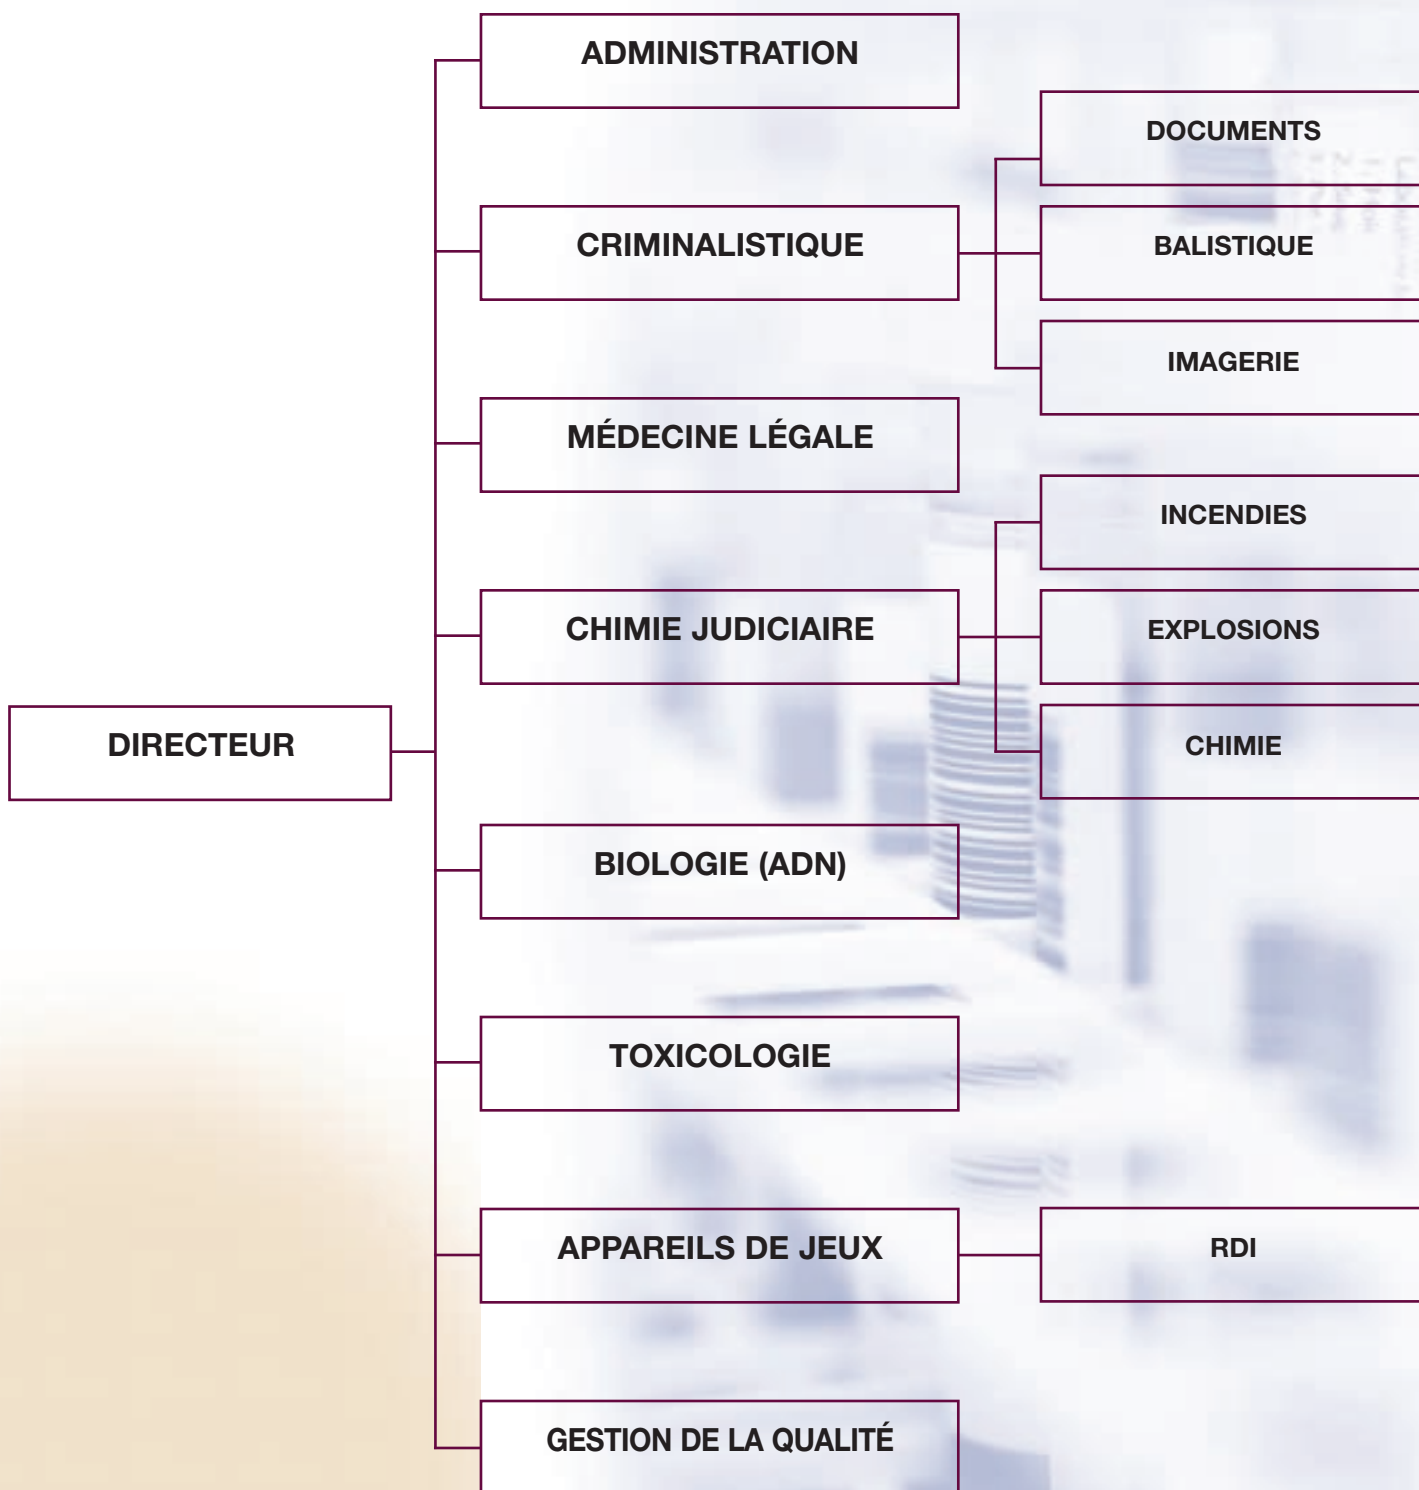 ADMINISTRATION
DOCUMENTS
CRIMINALISTIQUE
BALISTIQUE
IMAGERIE
MÉDECINE LÉGALE
INCENDIES
CHIMIE JUDICIAIRE
EXPLOSIONS
DIRECTEUR
CHIMIE
BIOLOGIE (ADN)
TOXICOLOGIE
APPAREILS DE JEUX
RDI
GESTION DE LA QUALITÉ